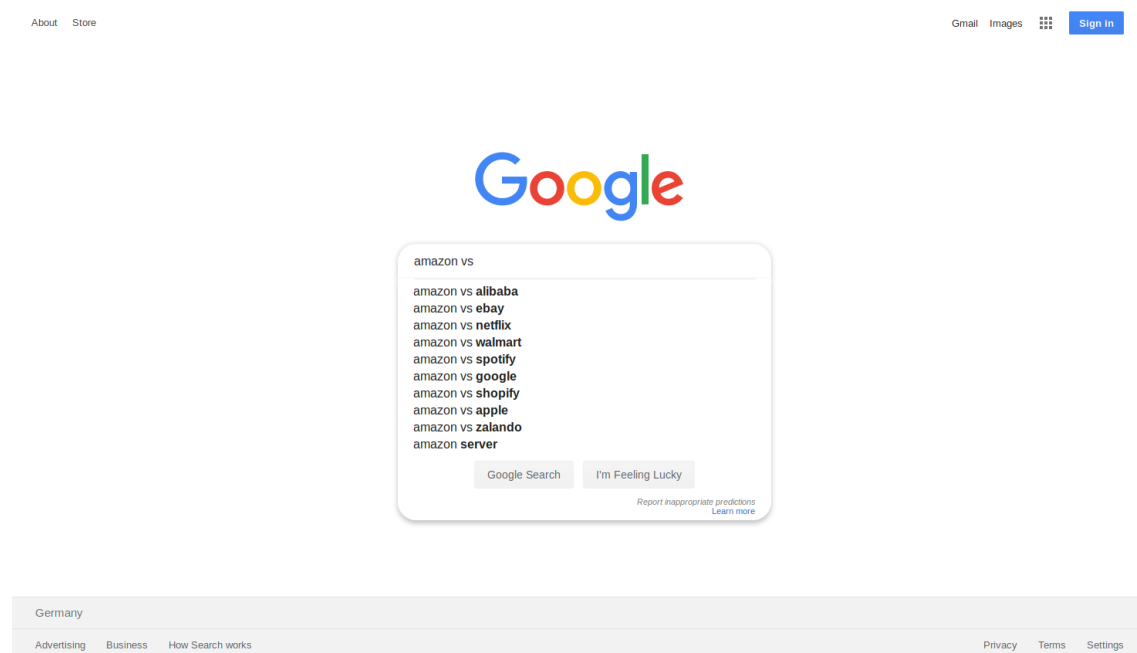 About Store Gmail Images Sign in
Google
amazon vs
amazon vs alibaba
amazon vs ebay
amazon vs netflix
amazon vs walmart
amazon vs spotify
amazon vs google
amazon vs shopify
amazon vs apple
amazon vs zalando
amazon server
Google Search I'm Feeling Lucky
Report inappropriate predictions
Learn more
Germany
Advertising Business How Search works Privacy Terms Settings